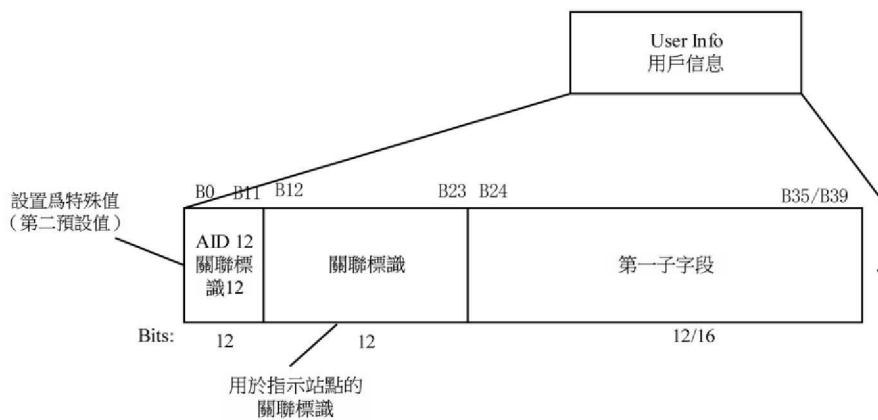 User Info
用戶信息
B0
B11
B12
B23
B24
B35/B39
設置爲特殊值
（第二預設值）
AID 12
關聯標
識12
關聯標識
第一子字段
Bits:
12
12
12/16
用於指示站點的
關聯標識